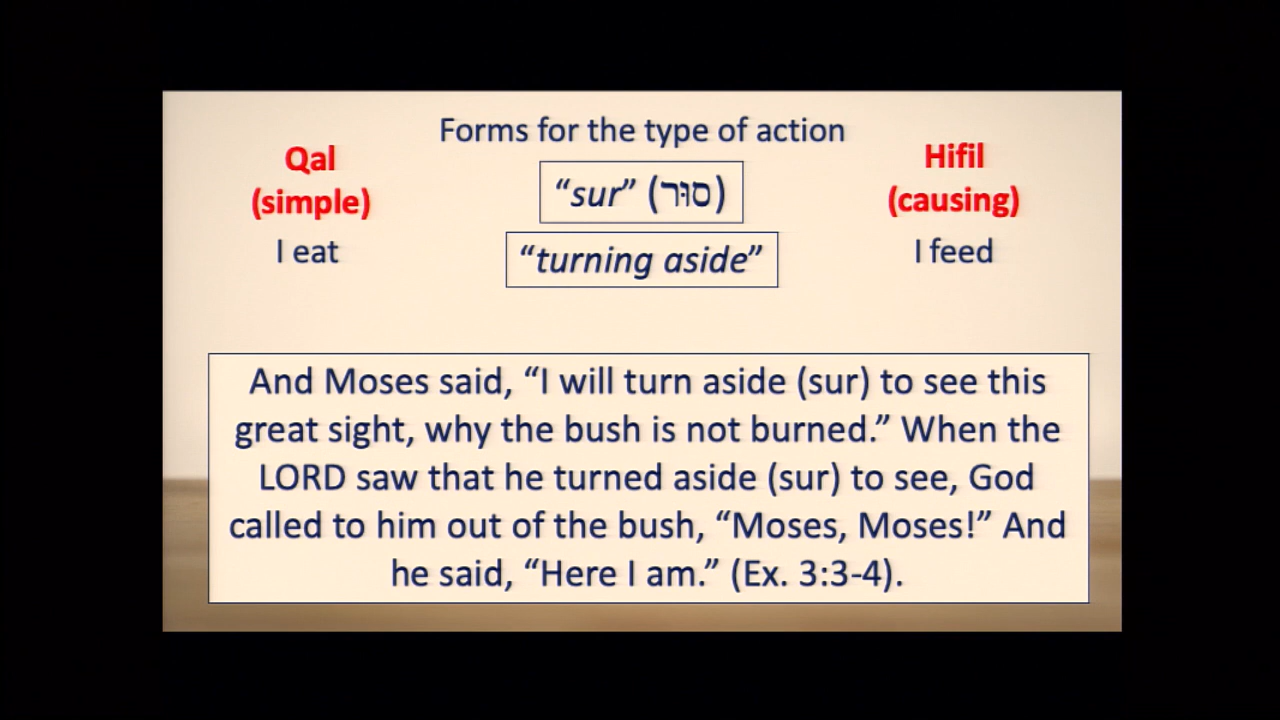 Forms for the type of action
Qal
(simple)
I eat
“sur” (סוּר)
“turning aside”
Hifil
(causing)
I feed
And Moses said, “I will turn aside (sur) to see this
great sight, why the bush is not burned.” When the
LORD saw that he turned aside (sur) to see, God
called to him out of the bush, “Moses, Moses!” And
he said, “Here I am.” (Ex. 3:3-4).